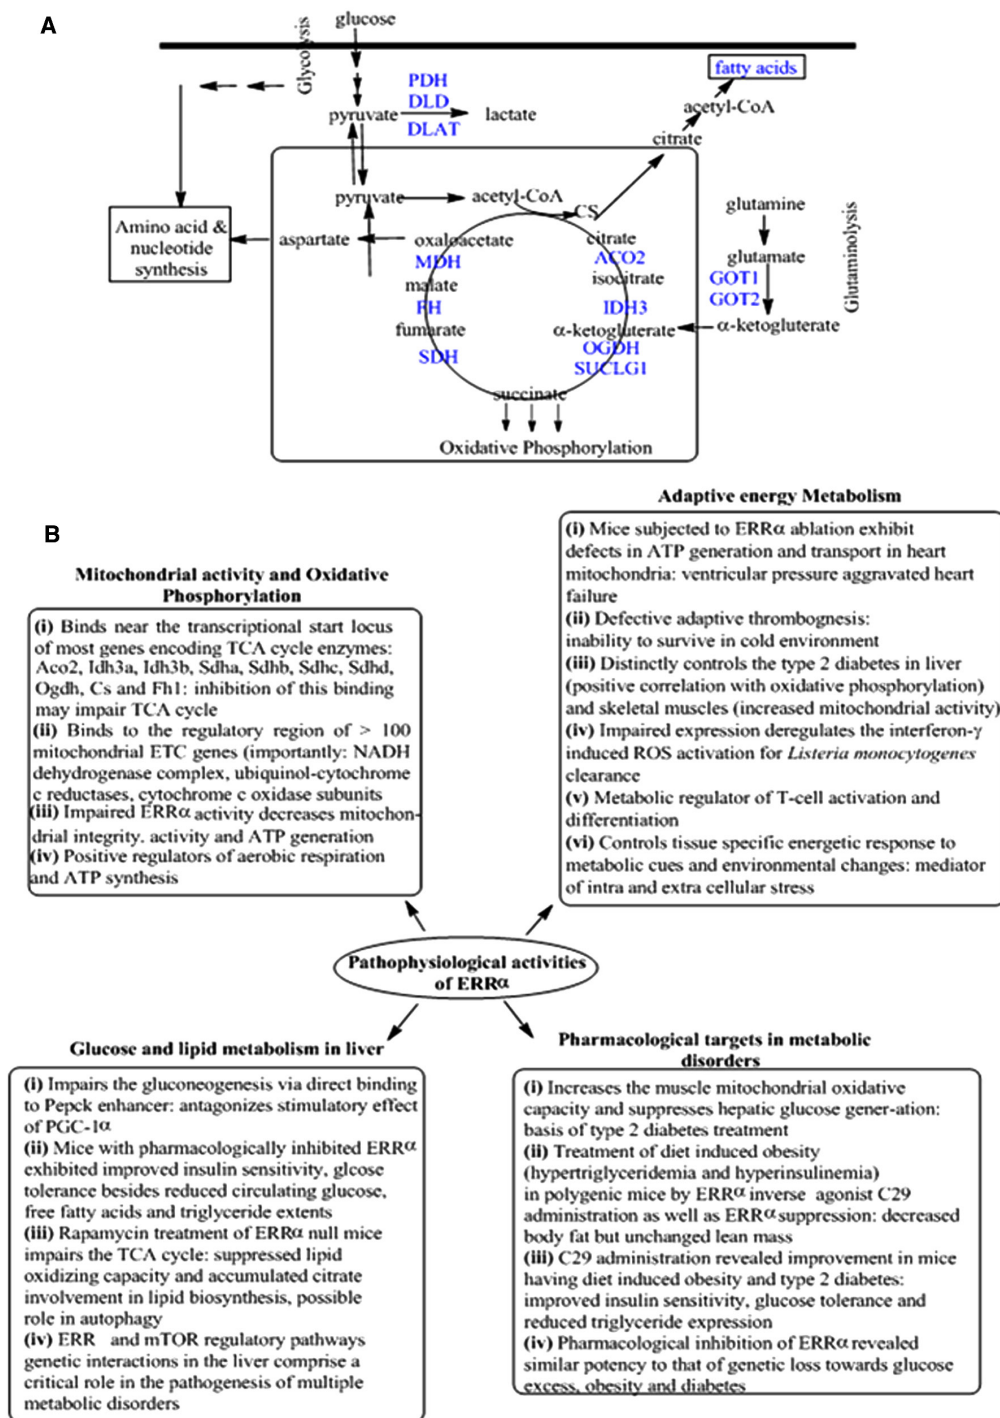 A
glucose
Glycolysis
fatty acids
PDH
DLD
DLAT
pyruvate
lactate
acetyl-CoA
citrate
pyruvate
acetyl-CoA
CS
glutamine
Amino acid &
nucleotide
synthesis
aspartate
oxaloacetate
citrate
glutamate
MDH
ACO2
GOT1
malate
isocitrate
GOT2
Glutaminolysis
FH
IDH3
fumarate
α-ketogluterate
α-ketogluterate
SDH
OGDH
SUCLG1
succinate
Oxidative Phosphorylation
B
Mitochondrial activity and Oxidative
Phosphorylation
(i) Binds near the transcriptional start locus
of most genes encoding TCA cycle enzymes:
Aco2, Idh3a, Idh3b, Sdha, Sdhb, Sdhc, Sdhd,
Ogdh, Cs and Fh1: inhibition of this binding
may impair TCA cycle
(ii) Binds to the regulatory region of > 100
mitochondrial ETC genes (importantly: NADH
dehydrogenase complex, ubiquinol-cytochrome
c reductases, cytochrome c oxidase subunits
(iii) Impaired ERRα activity decreases mitochon-
drial integrity, activity and ATP generation
(iv) Positive regulators of aerobic respiration
and ATP synthesis
Adaptive energy Metabolism
(i) Mice subjected to ERRα ablation exhibit
defects in ATP generation and transport in heart
mitochondria: ventricular pressure aggravated heart
failure
(ii) Defective adaptive thrombognesis:
inability to survive in cold environment
(iii) Distinctly controls the type 2 diabetes in liver
(positive correlation with oxidative phosphorylation)
and skeletal muscles (increased mitochondrial activity)
(iv) Impaired expression deregulates the interferon-γ
induced ROS activation for Listeria monocytogenes
clearance
(v) Metabolic regulator of T-cell activation and
differentiation
(vi) Controls tissue specific energetic response to
metabolic cues and environmental changes: mediator
of intra and extra cellular stress
Pathophysiological activities
of ERRα
Glucose and lipid metabolism in liver
(i) Impairs the gluconeogenesis via direct binding
to Pepck enhancer: antagonizes stimulatory effect
of PGC-1α
(ii) Mice with pharmacologically inhibited ERRα
exhibited improved insulin sensitivity, glcose
tolerance besides reduced circulating glucose,
free fatty acids and triglyceride extents
(iii) Rapamycin treatment of ERRα null mice
impairs the TCA cycle: suppressed lipid
oxidizing capacity and accumulated citrate
involvement in lipid biosynthesis, possible
role in autophagy
(iv) ERR and mTOR regulatory pathways
genetic interactions in the liver comprise a
critical role in the pathogenesis of multiple
metabolic disorders
Pharmacological targets in metabolic
disorders
(i) Increases the muscle mitochondrial oxidative
capacity and suppresses hepatic glucose gener-ation:
basis of type 2 diabetes treatment
(ii) Treatment of diet induced obesity
(hypertriglyceridemia and hyperinsulinemia)
in polygenic mice by ERRα inverse agonist C29
administration as well as ERRα suppression: decreased
body fat but unchanged lean mass
(iii) C29 administration revealed improvement in mice
having diet induced obesity and type 2 diabetes:
improved insulin sensitivity, glucose tolerance and
reduced triglyceride expression
(iv) Pharmacological inhibition of ERRα revealed
similar potency to that of genetic loss towards glucose
excess, obesity and diabetes